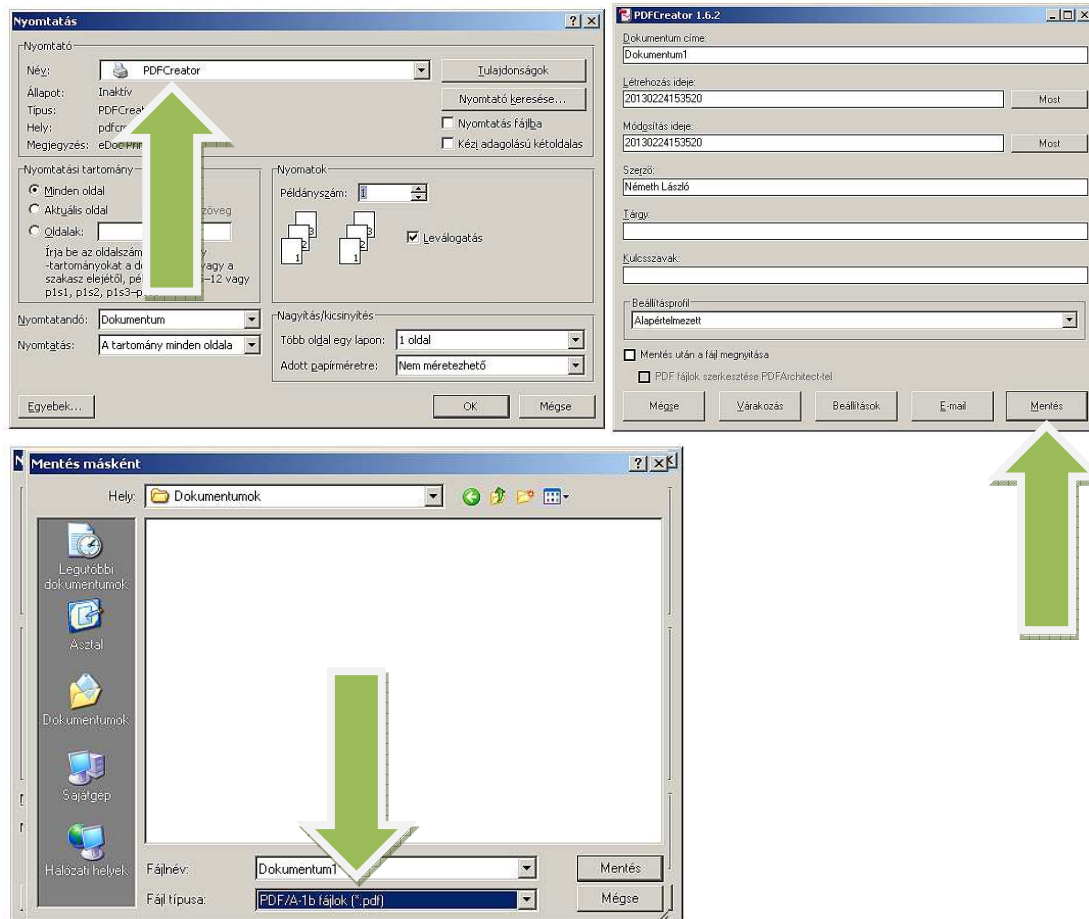 Nyomtatás
Nyomtató
Név: PDFCreator
Tulajdonságok
Állapot: Inaktív
Nyomtató keresése...
Típus:
Hely:
Nyomtatás fájlba
Megjegyzés:
Kézi adagolású kétoldalas
Nyomtatási tartomány
Minden oldal
Aktuális oldal
Oldalak:
Írja be az
-tartományokat a vagy a
szakasz elejétől, –12 vagy
p1s1, p1s2,
Nyomatok
Példányszám: 1
Leválogatás
Nyomtatandó: Dokumentum
Nyomtatás: A tartomány minden oldala
Nagyítás/kicsinyítés
Több oldal egy lapon: 1 oldal
Adott papírméretre: Nem méretezhető
Egyebek...
OK
Mégse
PDFCreator 1.6.2
Dokumentum címe:
Dokumentum1
Létrehozás ideje:
20130224153520
Most
Módgsítás ideje:
20130224153520
Most
Szerző:
Németh László
Tárgy:
Kulcsszavak:
Beállításprofil
Alapértelmezett
Mentés után a fájl megnyitása
PDF fájlok szerkesztése PDFArchitect-tel
Mégse
Várakozás
Beállítások
E-mail
Mentés
Mentés másként
Hely: Dokumentumok
Legutóbbi
dokumentumok
Asztal
Dokumentumok
Sajátgép
Hálózati helyek
Fájlnév: Dokumentum1
Mentés
Fájl típusa: PDF/A-1b fájlok (*.pdf)
Mégse